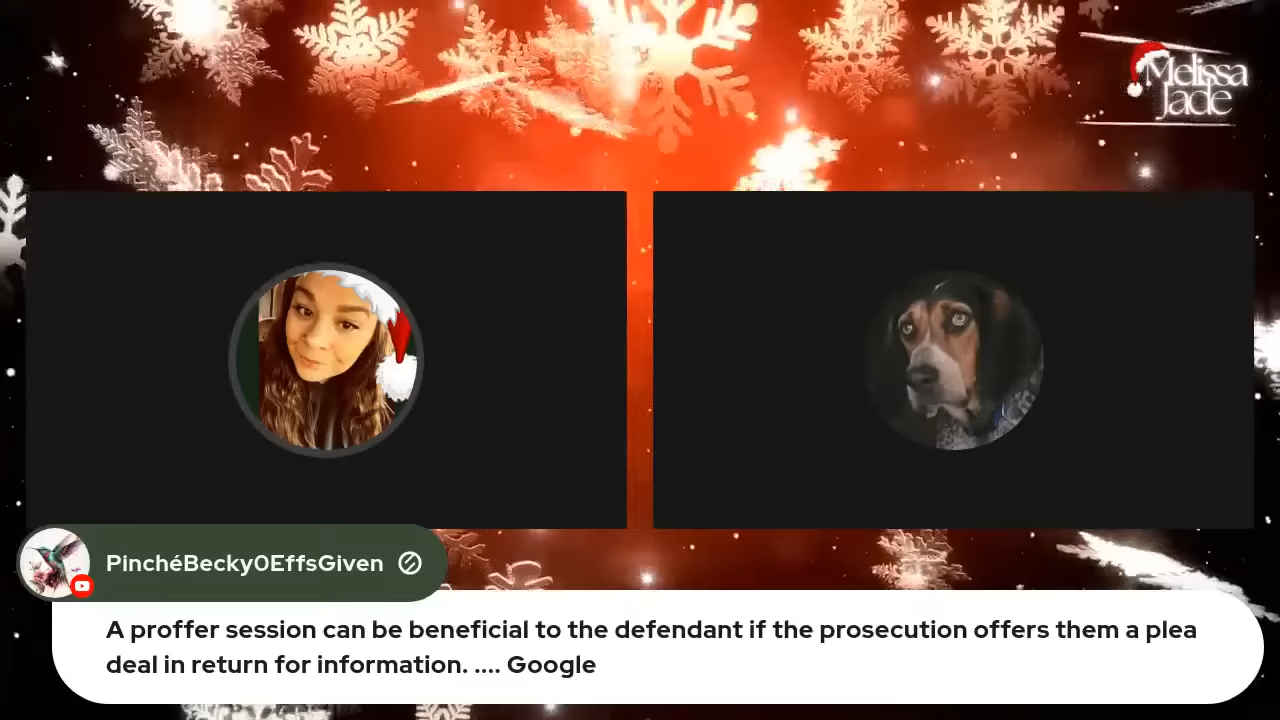 Melissa
Jade
PinchéBecky0EffsGiven
A proffer session can be beneficial to the defendant if the prosecution offers them a plea
deal in return for information. .... Google